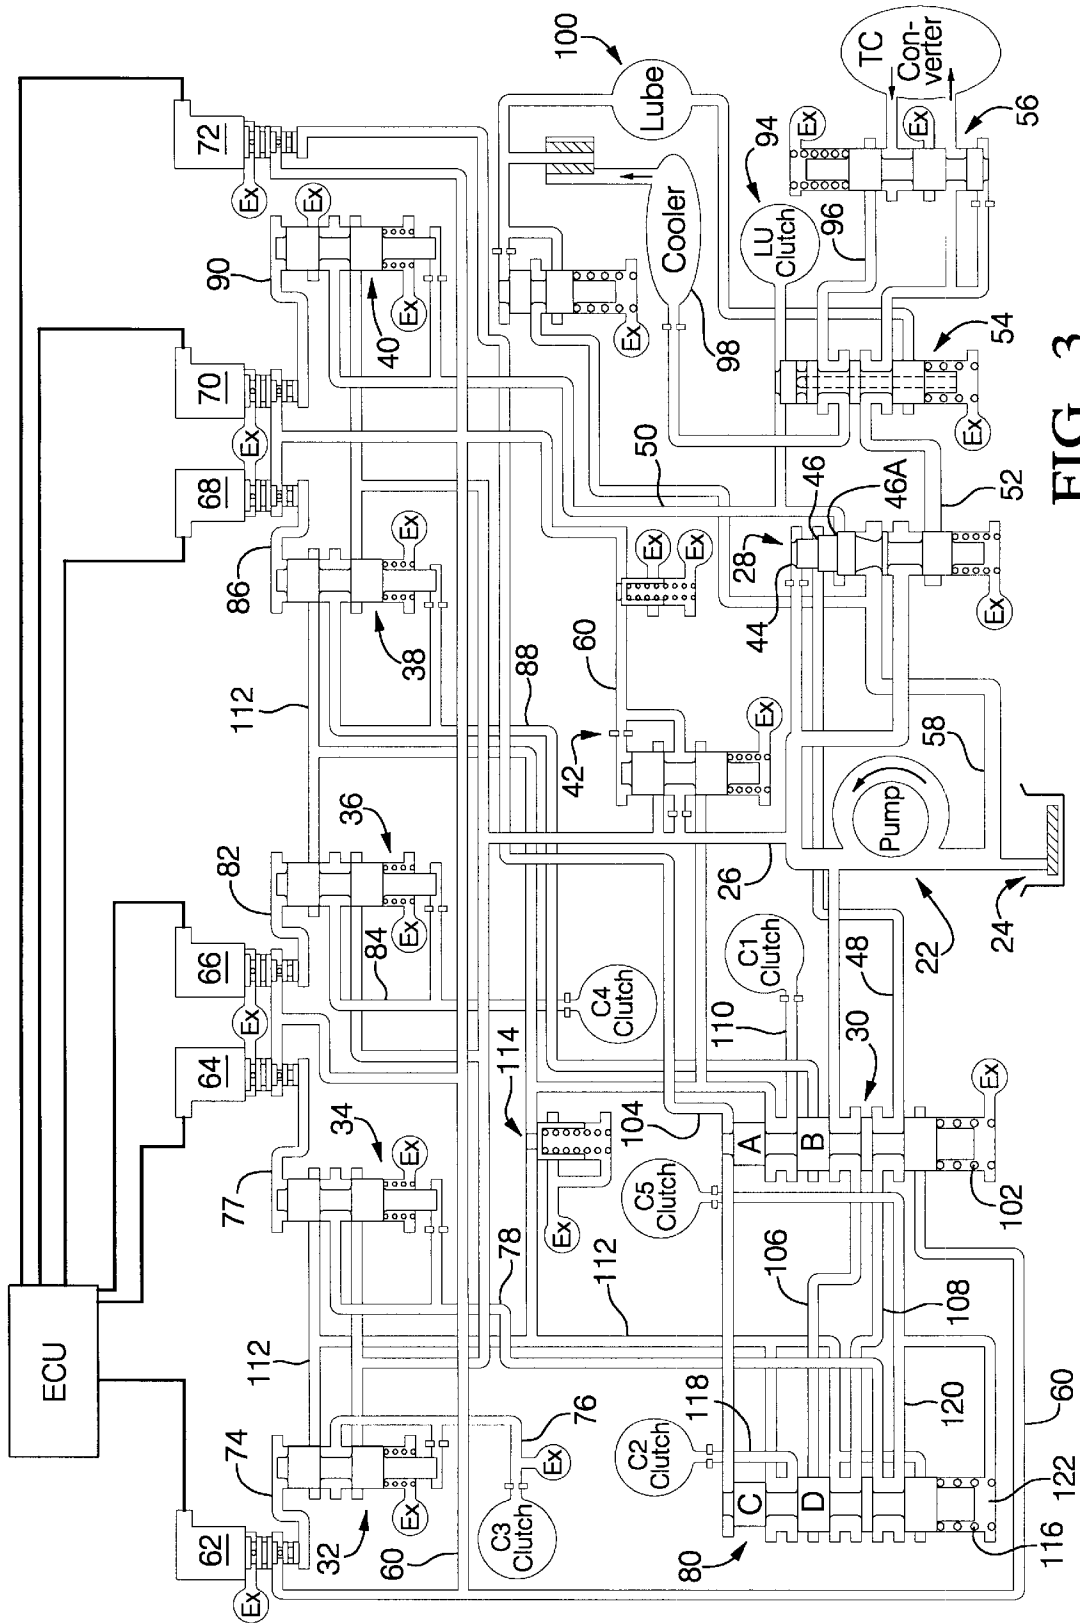 ECU
62
64
66
68
70
72
Ex
Ex
Ex
Ex
74
77
82
86
90
112
112
Ex
Ex
Ex
Ex
Ex
Ex
32
34
36
38
40
60
76
Ex
C3
Clutch
78
84
88
114
Ex
C4
Clutch
60
42
Ex
Ex
Ex
50
Ex
100
Lube
Cooler
98
C2
Clutch
118
C5
Clutch
104
112
110
C1
Clutch
26
44
28
46
46A
LU
Clutch
94
96
Ex
Ex
TC
Con-
verter
56
80
C
D
A
B
106
108
30
48
Pump
58
Ex
52
Ex
54
120
60
116
122
102
Ex
22
24
FIG. 3